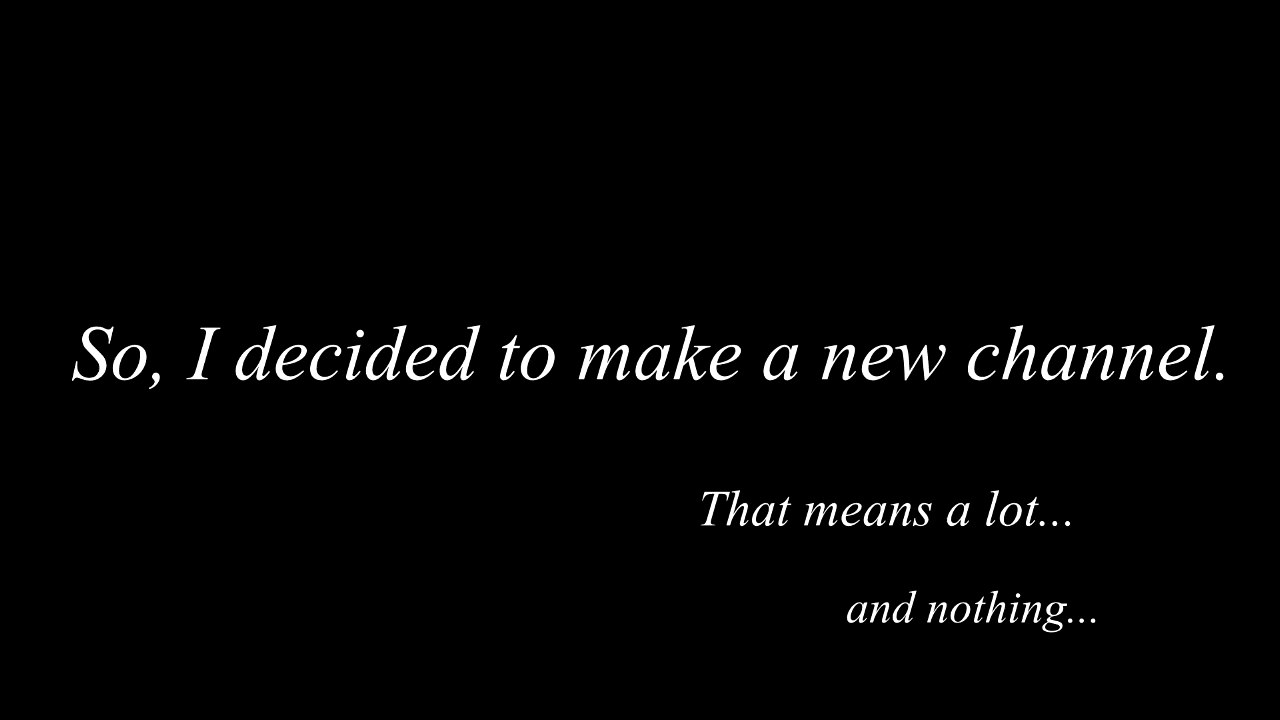 So, I decided to make a new channel.
That means a lot...
and nothing...